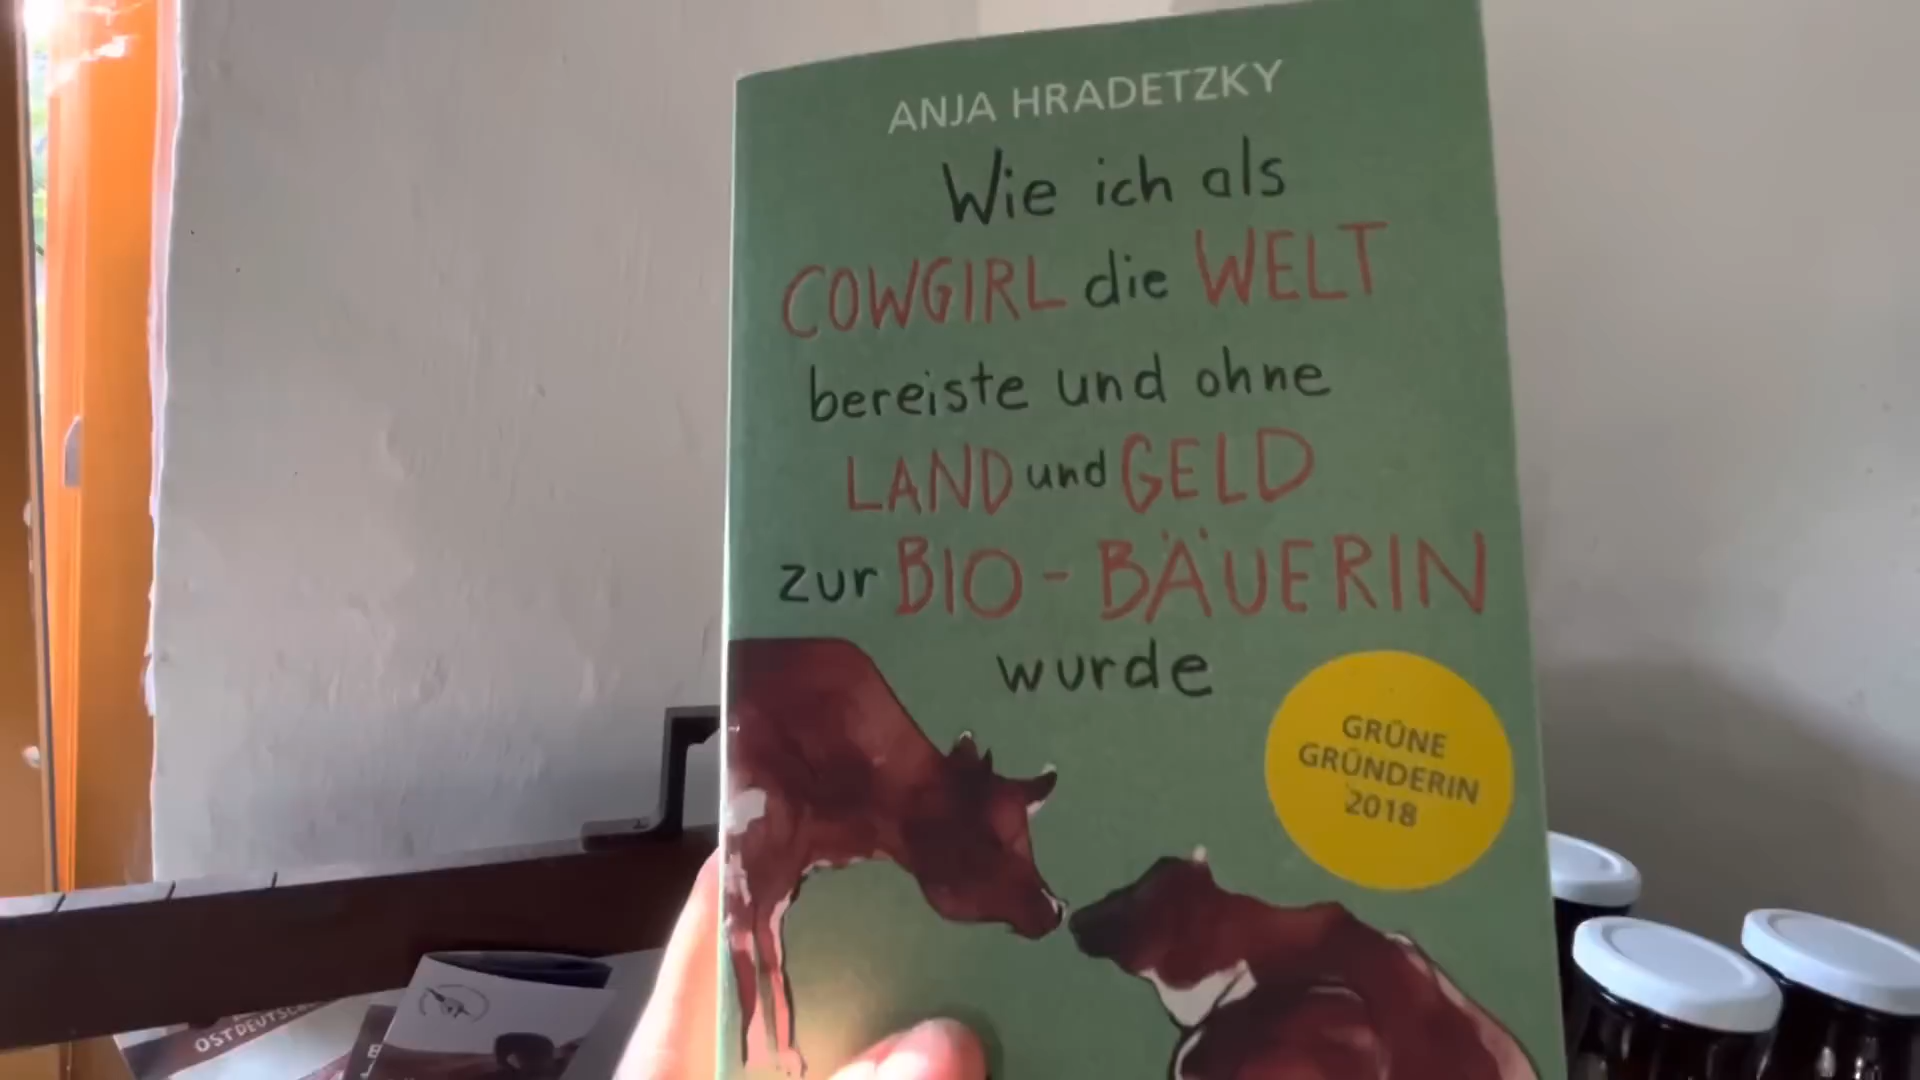 ANJA HRADETZKY
Wie ich als
COWGIRL die WELT
bereiste und ohne
LAND und GELD
zur BIO-BÄUERIN
wurde
GRÜNE
GRÜNDERIN
2018